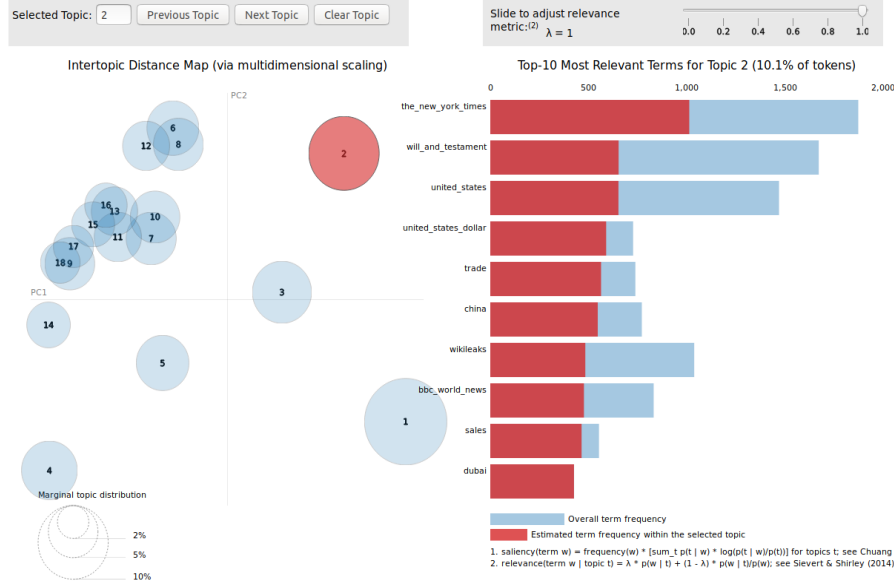 Selected Topic: 2 Previous Topic Next Topic Clear Topic
Slide to adjust relevance
metric:(2) λ = 1
0.0 0.2 0.4 0.6 0.8 1.0
Intertopic Distance Map (via multidimensional scaling)
Top-10 Most Relevant Terms for Topic 2 (10.1% of tokens)
PC2
PC1
6
12
8
2
16
13
10
15
11
7
17
18
9
3
14
5
1
4
Marginal topic distribution
2%
5%
10%
0 500 1,000 1,500 2,000
the_new_york_times
will_and_testament
united_states
united_states_dollar
trade
china
wikileaks
bbc_world_news
sales
dubai
Overall term frequency
Estimated term frequency within the selected topic
1. saliency(term w) = frequency(w) * [sum_t p(t | w) * log(p(t | w)/p(t))] for topics t; see Chuang
2. relevance(term w | topic t) = λ * p(w | t) + (1 - λ) * p(w | t)/p(w); see Sievert & Shirley (2014)